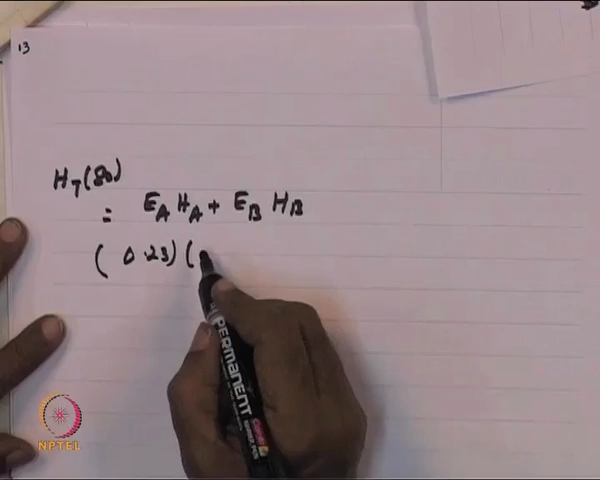 13
H_T(80)
= E_A H_A + E_B H_B
(0.23)(
PERMANENT
NPTEL